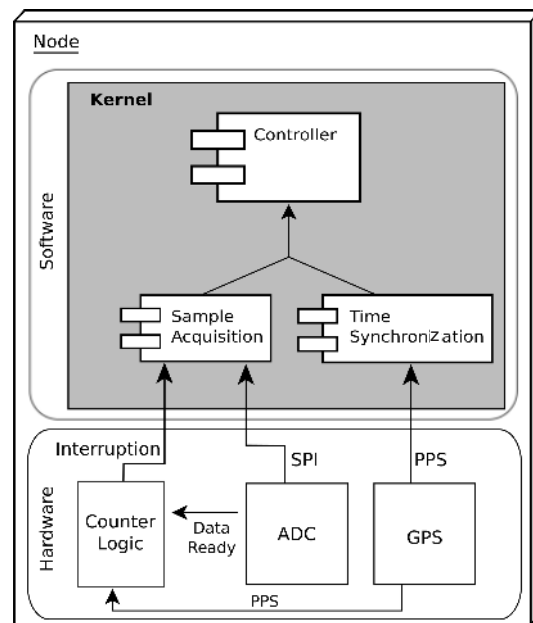 Node
Kernel
Controller
Software
Sample
Acquisition
Time
Synchronization
Interruption
SPI
PPS
Hardware
Counter
Logic
Data
Ready
ADC
GPS
PPS